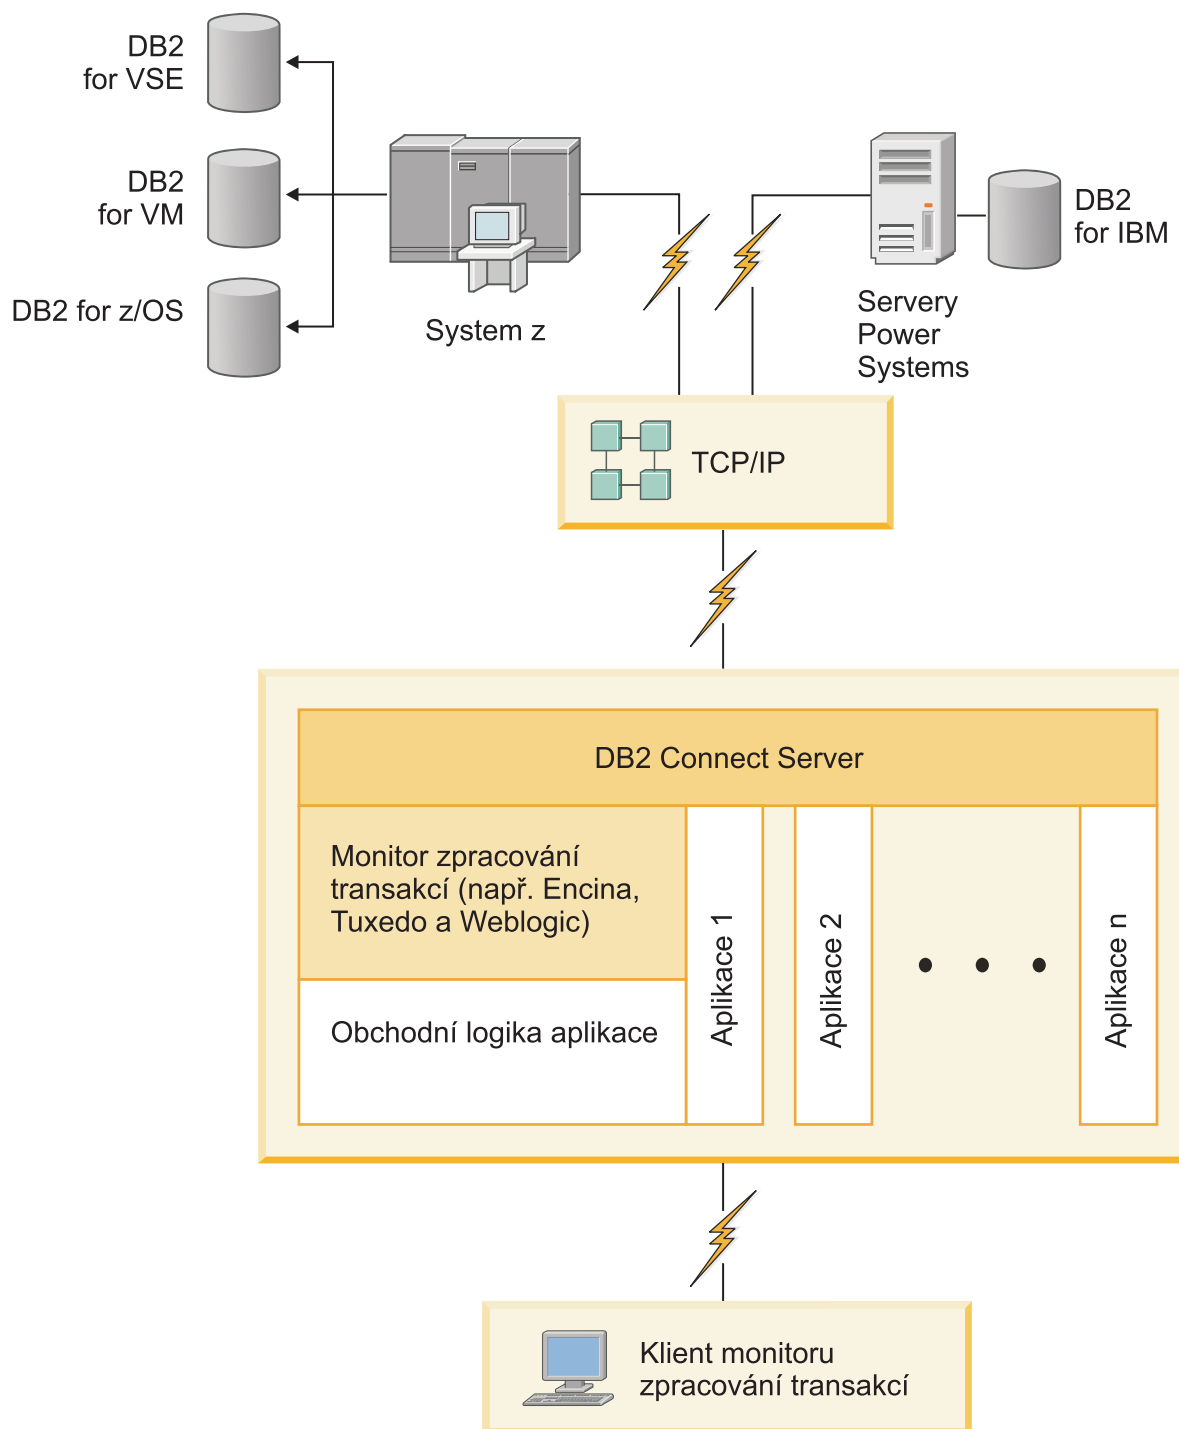 DB2
for VSE
DB2
for VM
DB2 for z/OS
System z
DB2
for IBM
Servery
Power
Systems
TCP/IP
DB2 Connect Server
Monitor zpracování
transakcí (např. Encina,
Tuxedo a Weblogic)
Obchodní logika aplikace
Aplikace 1
Aplikace 2
Aplikace n
Klient monitoru
zpracování transakcí